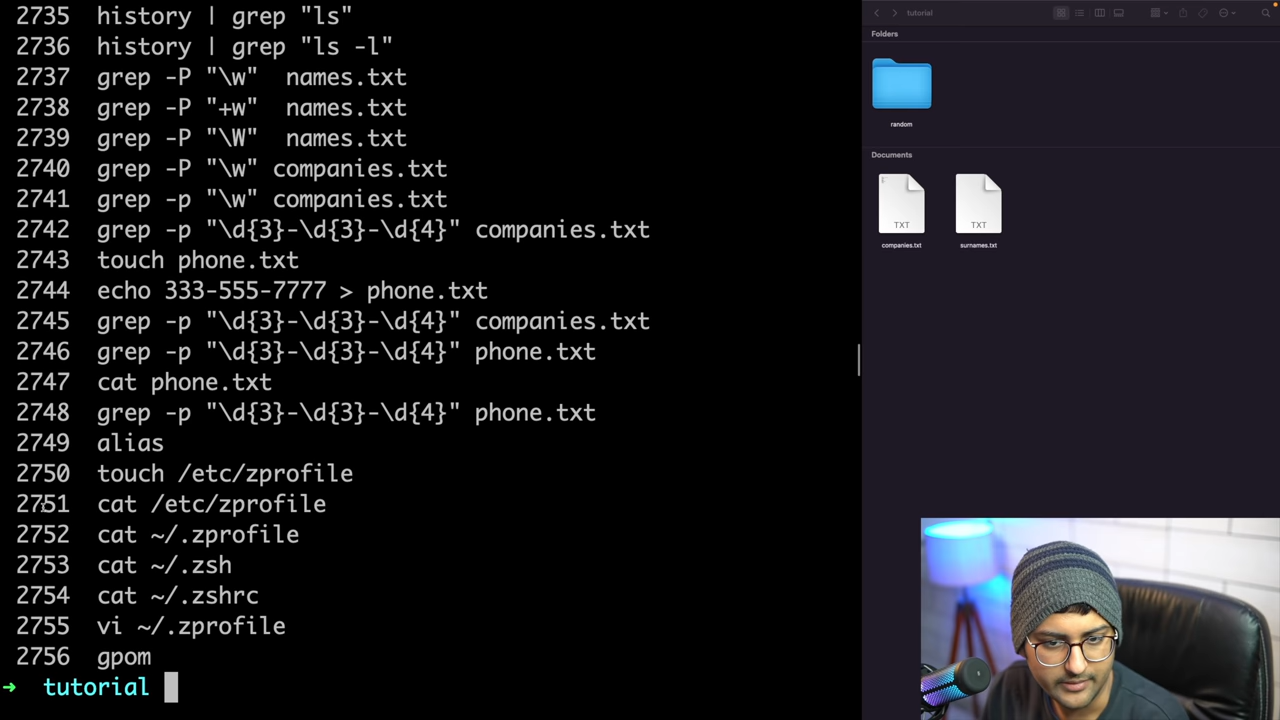 2735 history | grep "ls"
2736 history | grep "ls -l"
2737 grep -P "\w"  names.txt
2738 grep -P "+w"  names.txt
2739 grep -P "\W"  names.txt
2740 grep -P "\w" companies.txt
2741 grep -p "\w" companies.txt
2742 grep -p "\d{3}-\d{3}-\d{4}" companies.txt
2743 touch phone.txt
2744 echo 333-555-7777 > phone.txt
2745 grep -p "\d{3}-\d{3}-\d{4}" companies.txt
2746 grep -p "\d{3}-\d{3}-\d{4}" phone.txt
2747 cat phone.txt
2748 grep -p "\d{3}-\d{3}-\d{4}" phone.txt
2749 alias
2750 touch /etc/zprofile
2751 cat /etc/zprofile
2752 cat ~/.zprofile
2753 cat ~/.zsh
2754 cat ~/.zshrc
2755 vi ~/.zprofile
2756 gpom
➜ tutorial
tutorial
Folders
random
Documents
TXT
TXT
companies.txt
surnames.txt